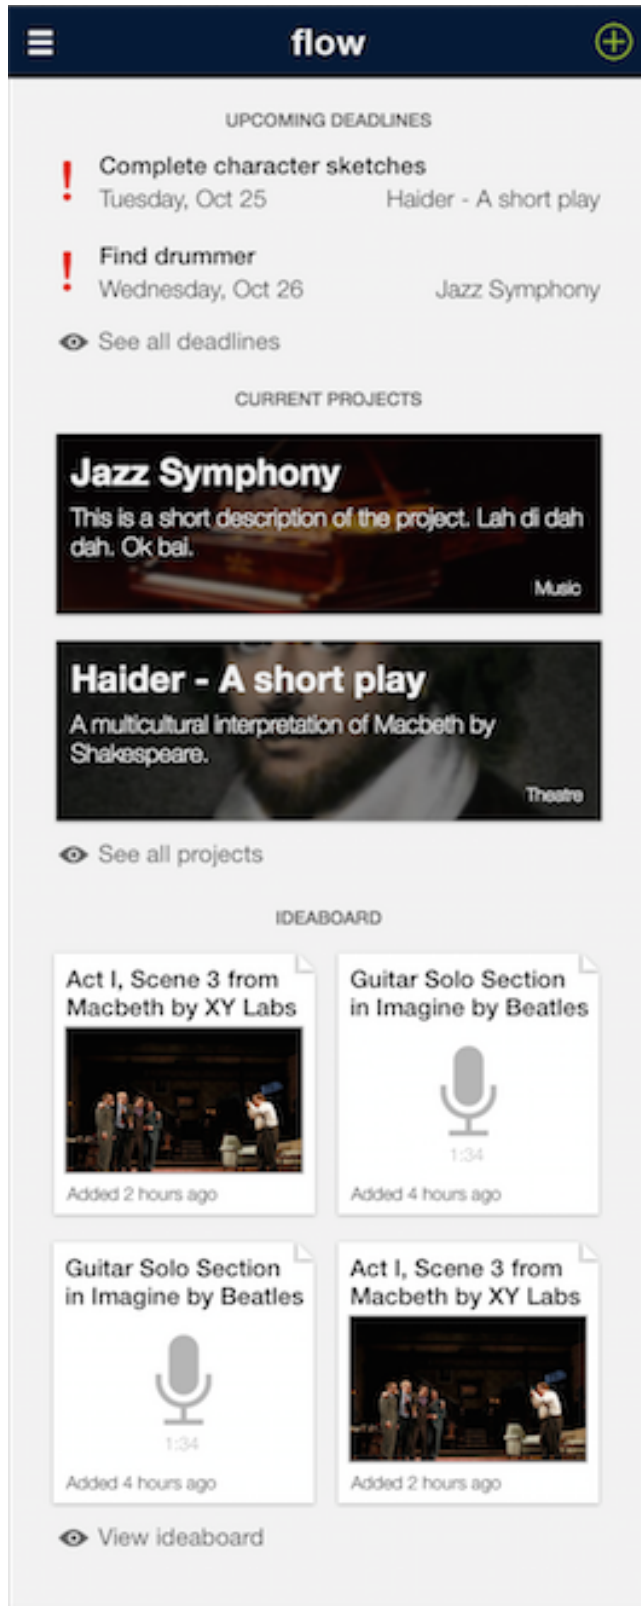 flow
UPCOMING DEADLINES
! Complete character sketches
Tuesday, Oct 25 Haider - A short play
! Find drummer
Wednesday, Oct 26 Jazz Symphony
See all deadlines
CURRENT PROJECTS
Jazz Symphony
This is a short description of the project. Lah di dah
dah. Ok bai.
Music
Haider - A short play
A multicultural interpretation of Macbeth by
Shakespeare.
Theatre
See all projects
IDEABOARD
Act I, Scene 3 from
Macbeth by XY Labs
Added 2 hours ago
Guitar Solo Section
in Imagine by Beatles
1:34
Added 4 hours ago
Guitar Solo Section
in Imagine by Beatles
1:34
Added 4 hours ago
Act I, Scene 3 from
Macbeth by XY Labs
Added 2 hours ago
View ideaboard